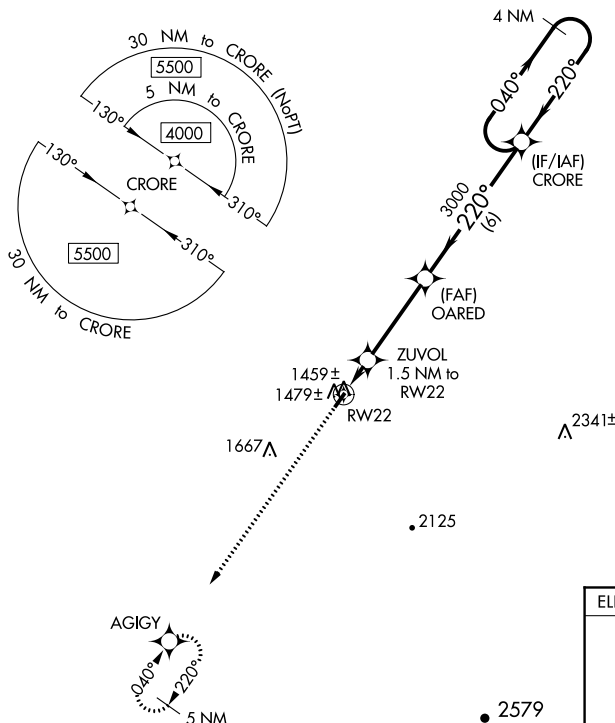 30 NM to CRORE (NoPT)
5500
5 NM to CRORE
4000
130°
310°
CRORE
130°
310°
5500
30 NM to CRORE
4 NM
040°
220°
(IF/IAF)
CRORE
3000
220°
(6)
(FAF)
OARED
ZUVOL
1.5 NM to
RW22
1459±
1479±
RW22
1667
2341±
2125
AGIGY
040°
220°
5 NM
2579